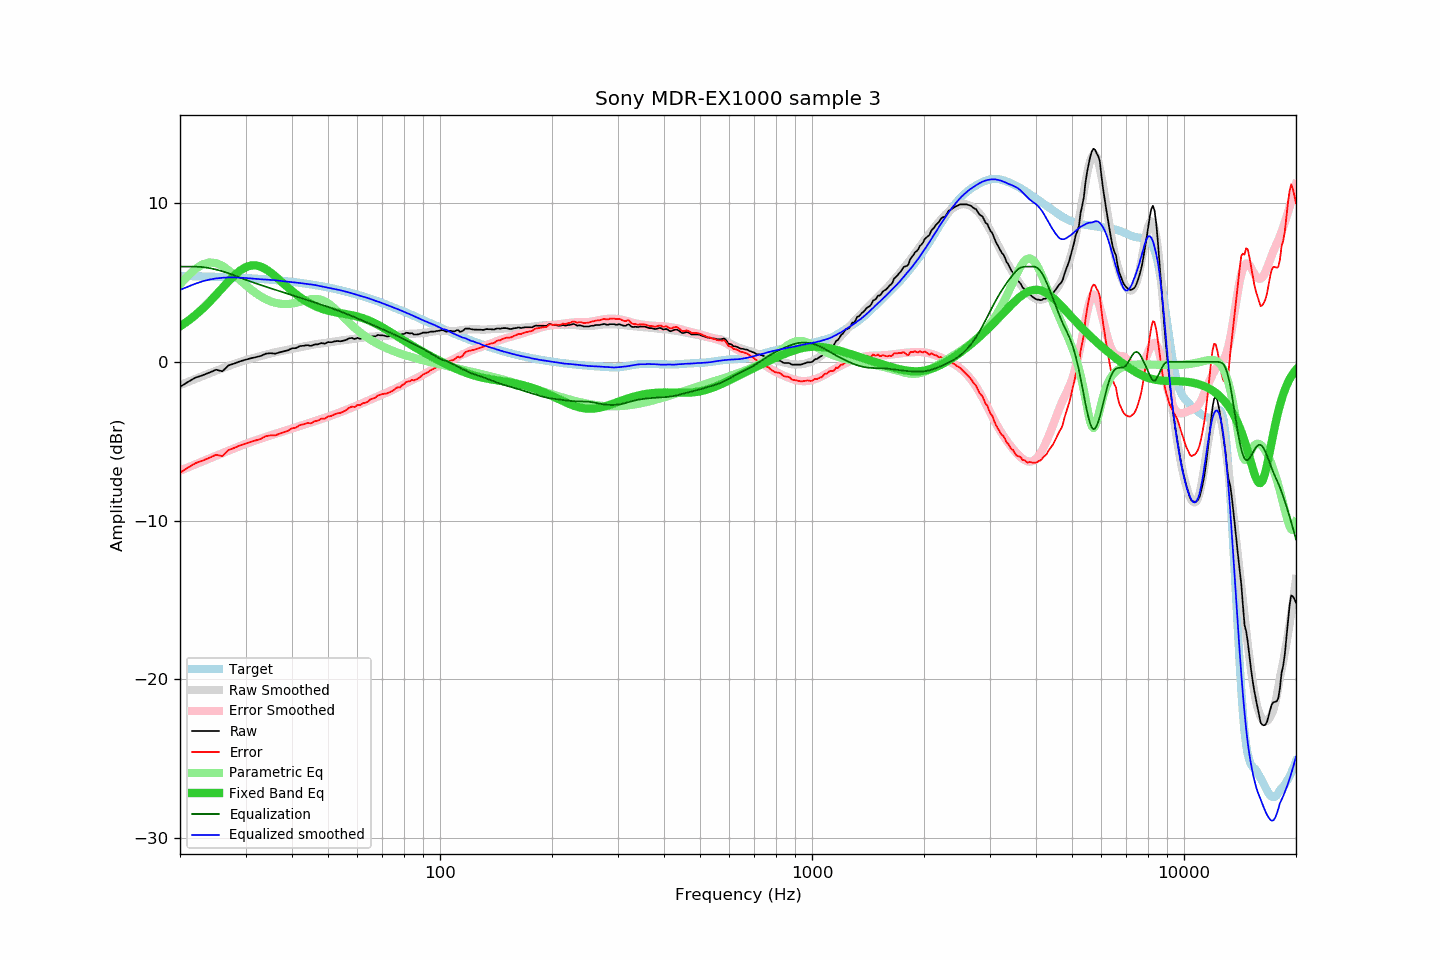 Sony MDR-EX1000 sample 3
10
0
−10
−20
−30
Amplitude (dBr)
Target
Raw Smoothed
Error Smoothed
Raw
Error
Parametric Eq
Fixed Band Eq
Equalization
Equalized smoothed
100
1000
10000
Frequency (Hz)